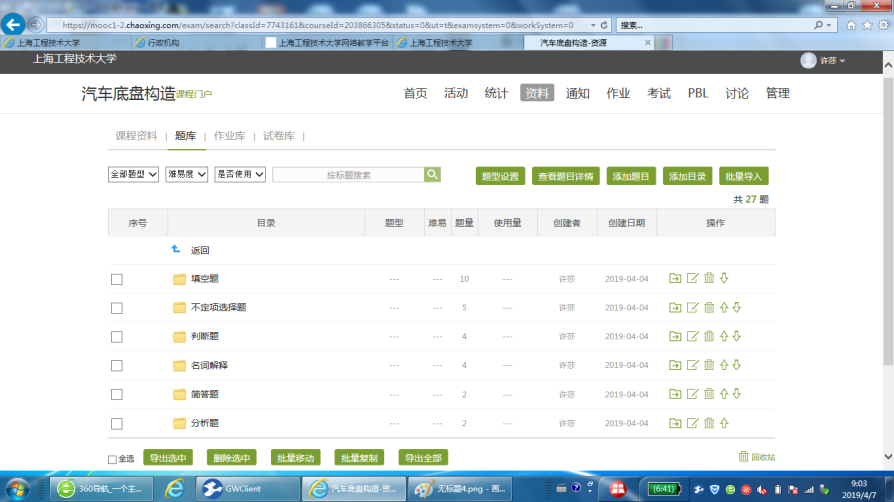 https://mooc1-2.chaoxing.com/exam/search?classId=7743161&courseId=203866305&status=0&ut=t&examsystem=0&workSystem=0 搜索...
上海工程技术大学 行政机构 上海工程技术大学网络教学平台 上海工程技术大学 汽车底盘构造-资源
上海工程技术大学 许莎
汽车底盘构造 课程门户 首页 活动 统计 资料 通知 作业 考试 PBL 讨论 管理
课程资料 | 题库 | 作业库 | 试卷库 |
全部题型 难易度 是否使用 按标题搜索 题型设置 查看题目详情 添加题目 添加目录 批量导入
共 27 题
序号 目录 题型 难易 题量 使用量 创建者 创建日期 操作
返回
填空题 --- --- 10 --- 许莎 2019-04-04
不定项选择题 --- --- 5 --- 许莎 2019-04-04
判断题 --- --- 4 --- 许莎 2019-04-04
名词解释 --- --- 4 --- 许莎 2019-04-04
简答题 --- --- 2 --- 许莎 2019-04-04
分析题 --- --- 2 --- 许莎 2019-04-04
全选 导出选中 删除选中 批量移动 批量复制 导出全部 回收站
360导航_一个主... GWClient 汽车底盘构造-资... 无标题4.png - 画... (6:41) 9:03
2019/4/7